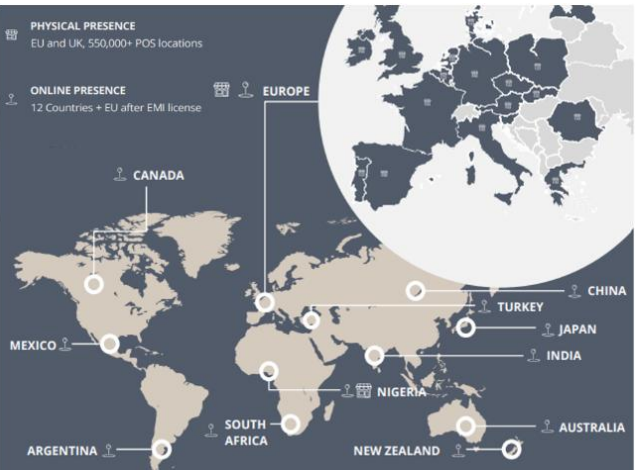 PHYSICAL PRESENCE
EU and UK, 550,000+ POS locations
ONLINE PRESENCE
12 Countries + EU after EMI license
EUROPE
CANADA
CHINA
TURKEY
JAPAN
MEXICO
INDIA
NIGERIA
SOUTH
AFRICA
AUSTRALIA
ARGENTINA
NEW ZEALAND